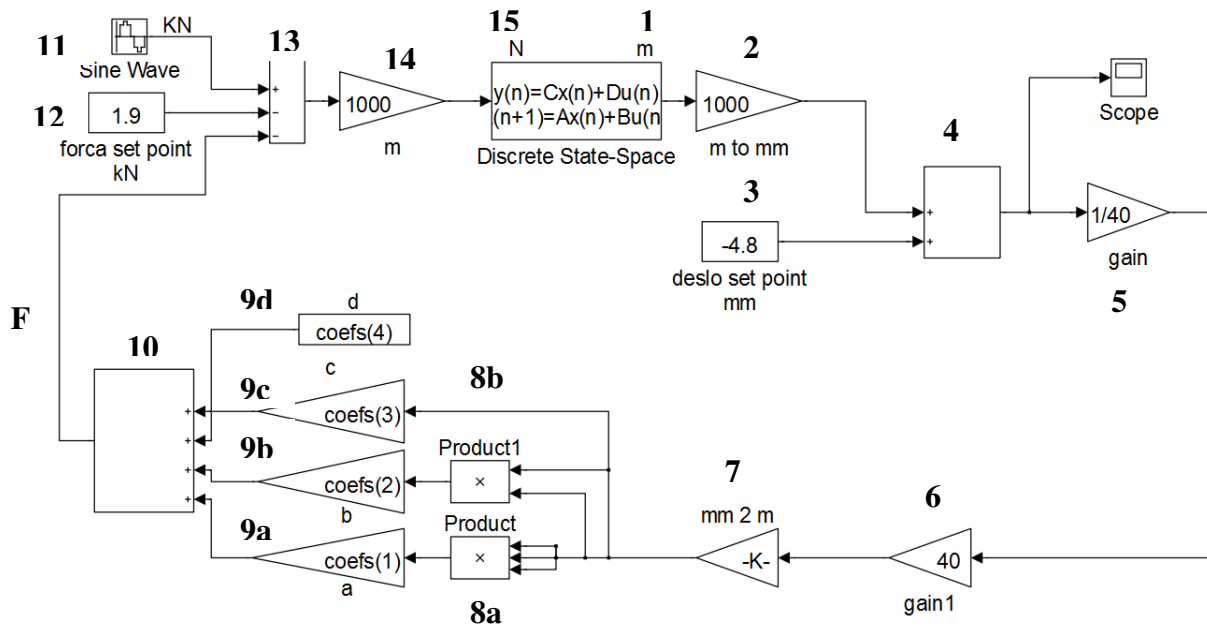 11
KN
Sine Wave
12
1.9
forca set point
kN
13
+
−
−
14
1000
m
15
N
1
m
y(n)=Cx(n)+Du(n)
(n+1)=Ax(n)+Bu(n
Discrete State-Space
2
1000
m to mm
3
-4.8
deslo set point
mm
4
+
+
Scope
1/40
gain
5
F
9d
d
coefs(4)
10
+
+
+
+
c
9c
coefs(3)
8b
9b
coefs(2)
b
Product1
×
9a
coefs(1)
a
Product
×
8a
7
mm 2 m
-K-
6
40
gain1